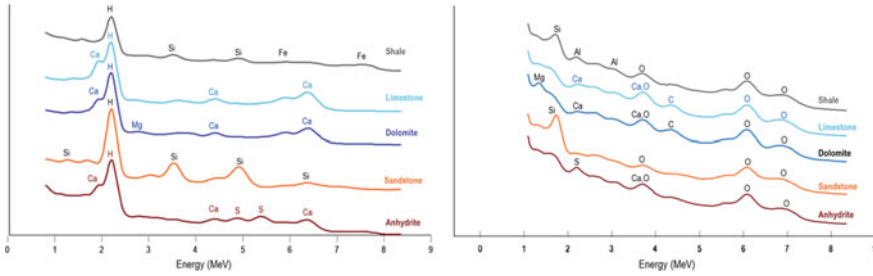 H
Si Si Fe Fe
Shale
Ca H
Ca Ca
Limestone
Ca H
Mg Ca Ca
Dolomite
H
Si Si Si Si
Sandstone
Ca H
Ca S S Ca
Anhydrite
0 1 2 3 4 5 6 7 8 9
Energy (MeV)
Si Al Al O O O
Shale
Ca Ca,O C O O
Limestone
Mg Ca Ca,O C O O
Dolomite
Si O O O
Sandstone
S Ca,O O O
Anhydrite
0 1 2 3 4 5 6 7 8
Energy (MeV)